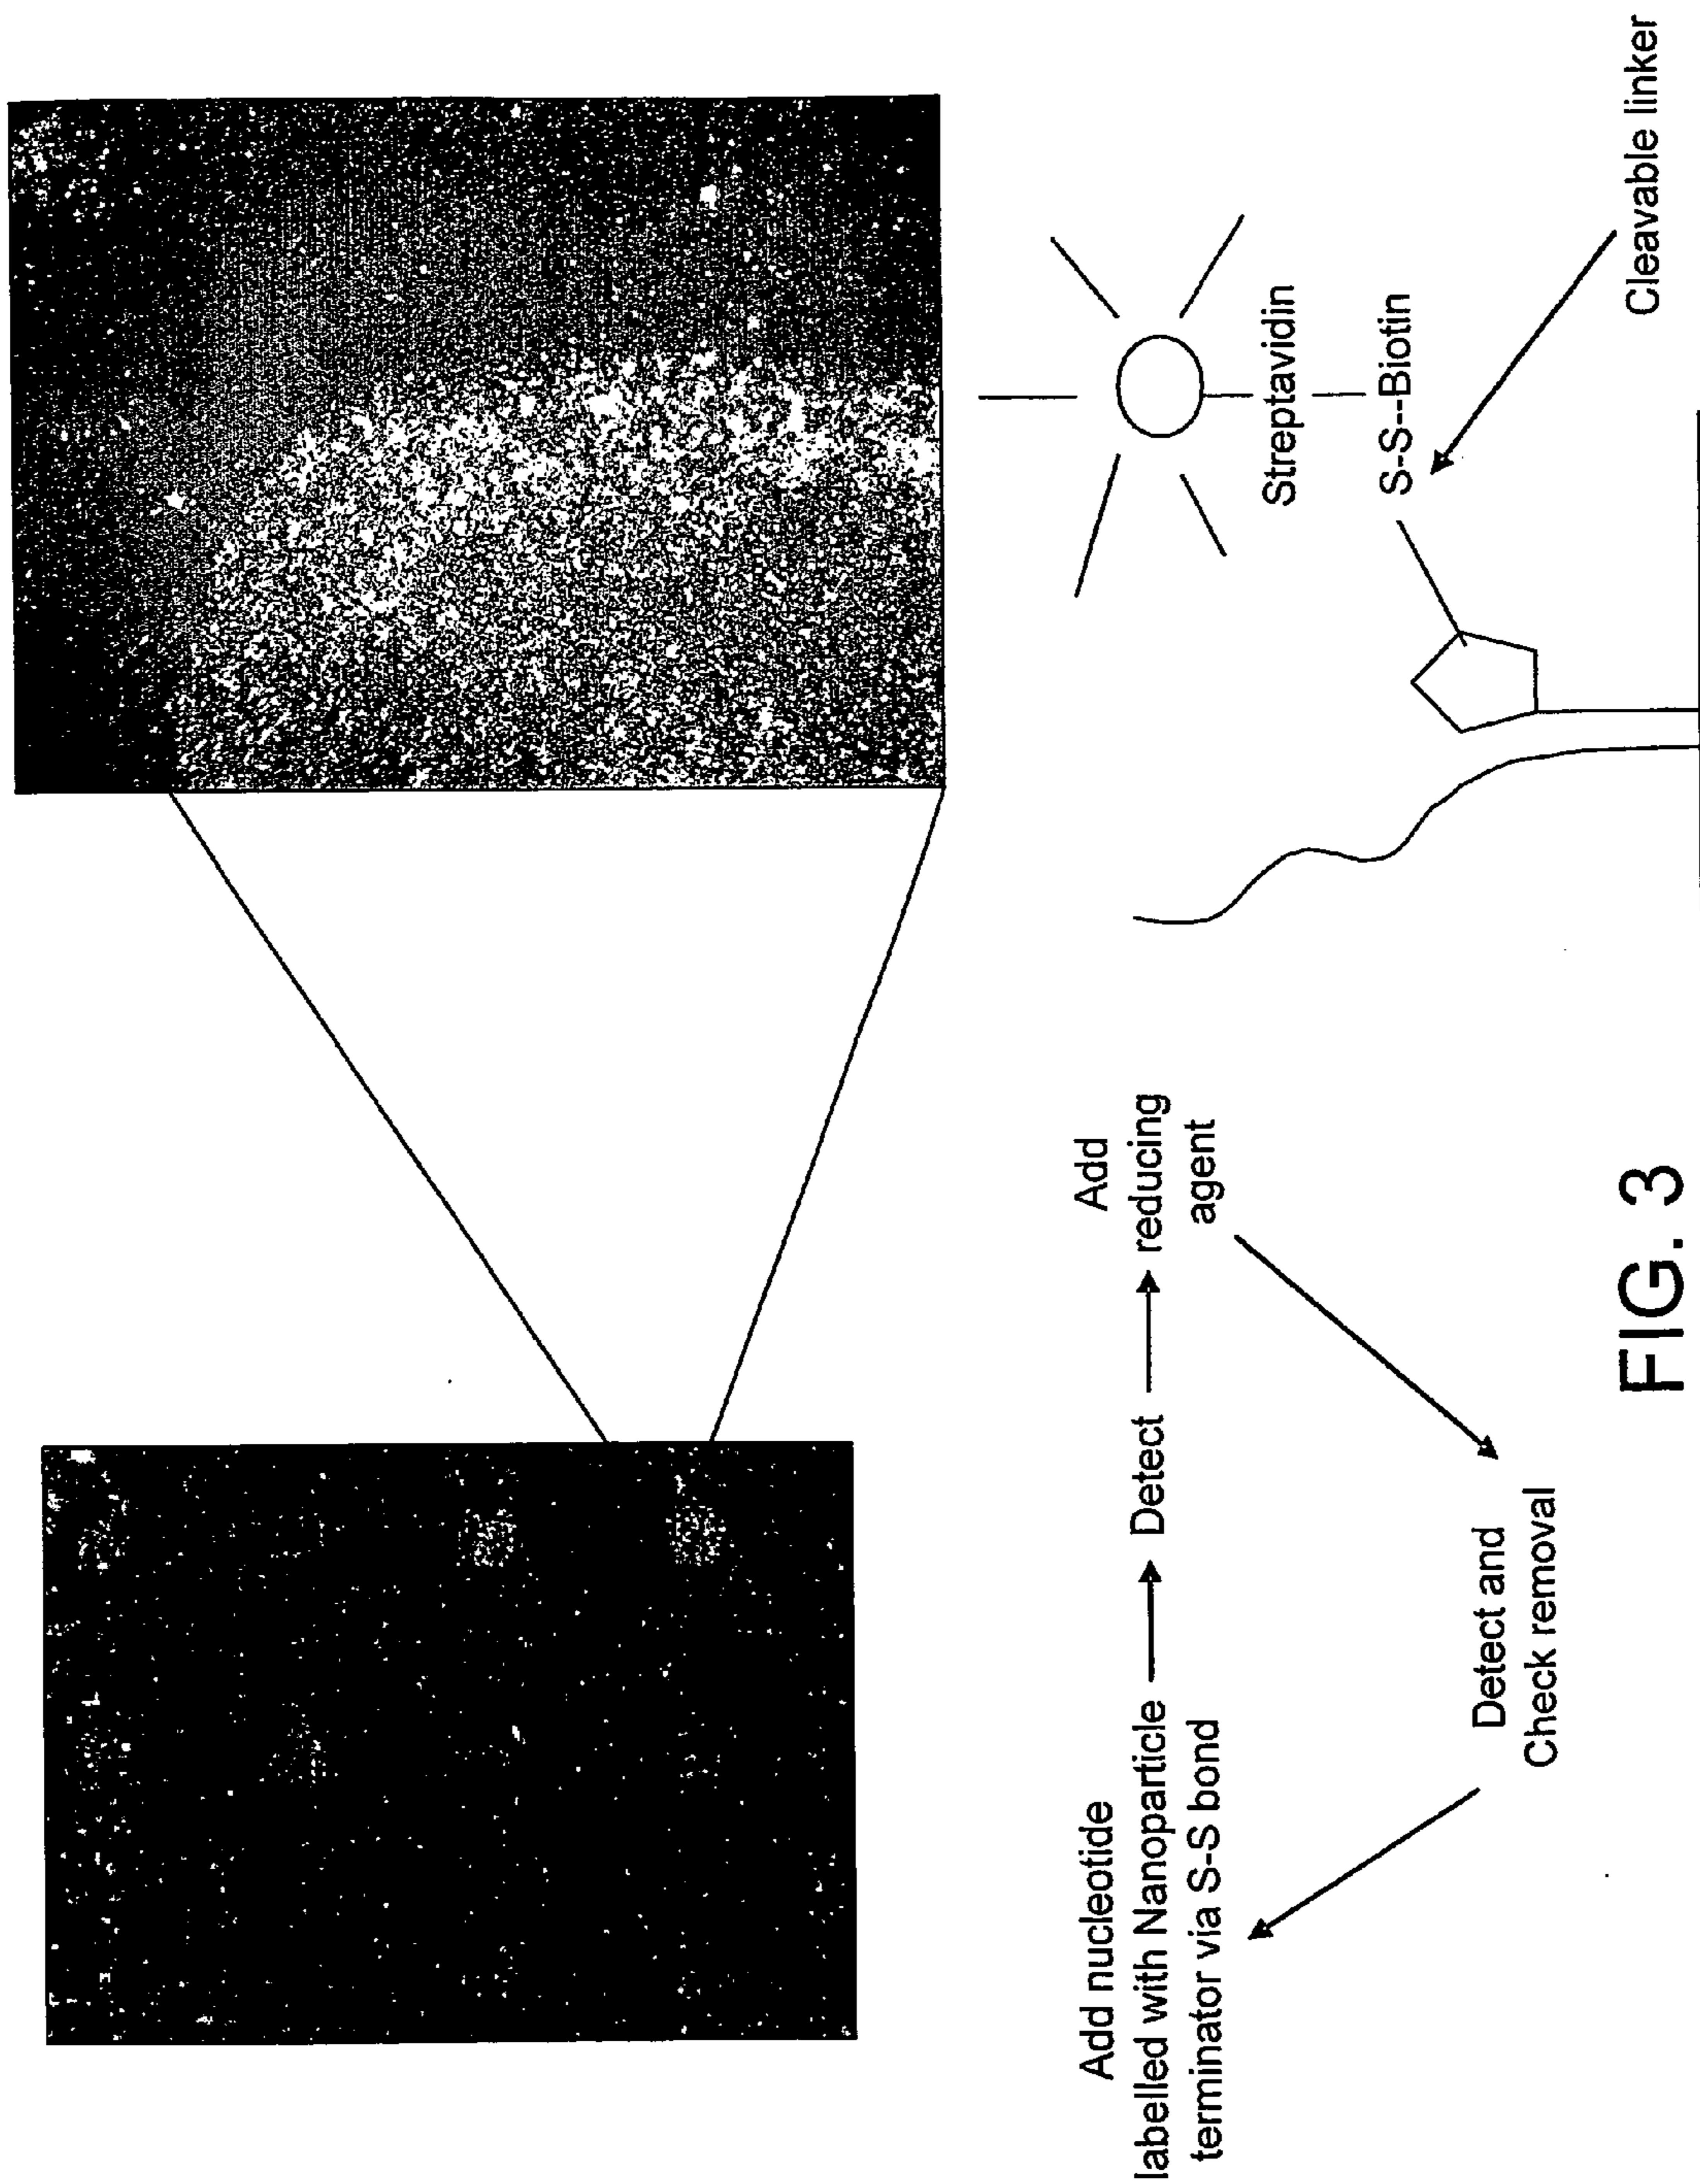 Add nucleotide
labelled with Nanoparticle
terminator via S-S bond
Detect
Add
reducing
agent
Detect and
Check removal
Streptavidin
S-S--Biotin
Cleavable linker
FIG. 3